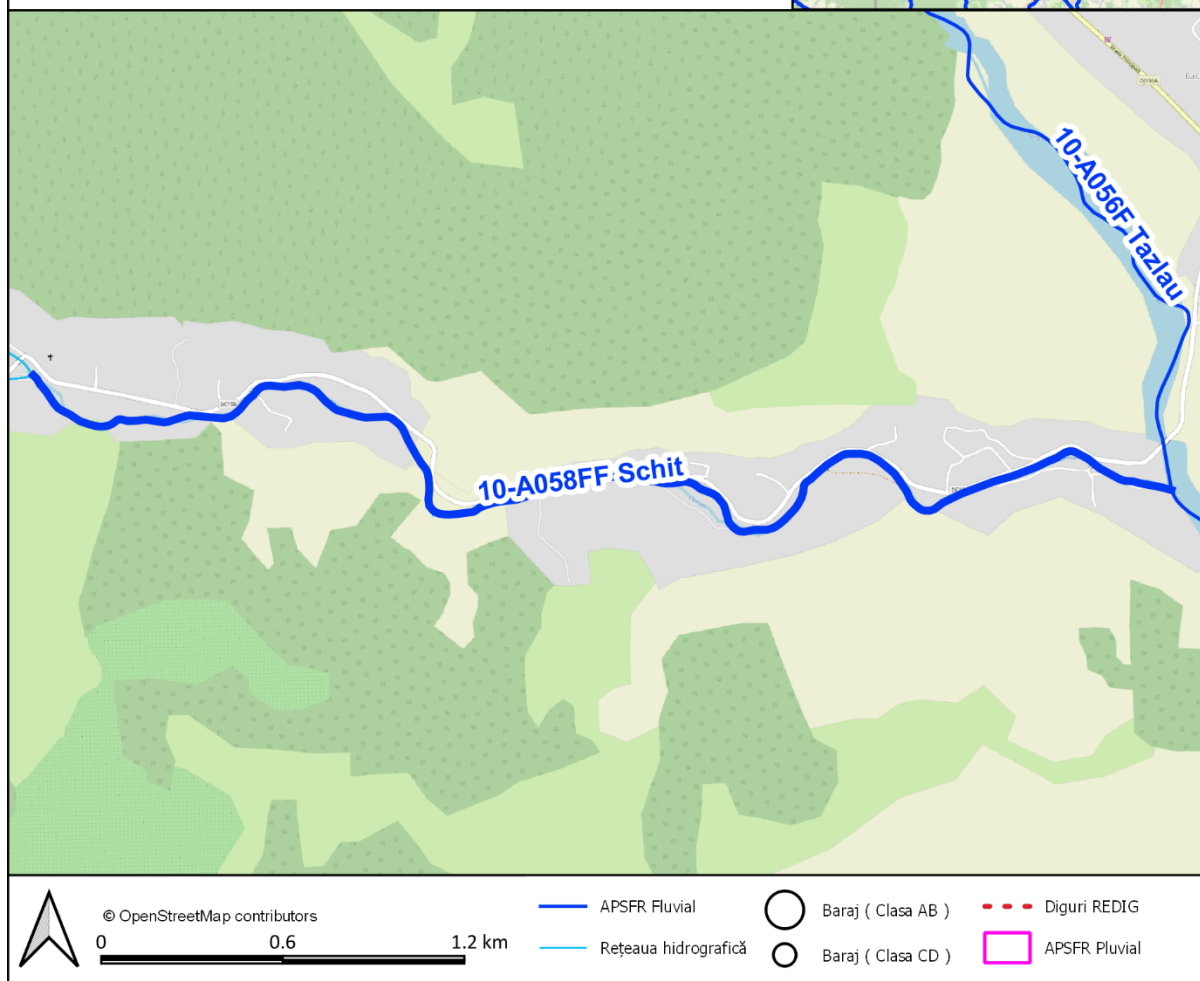 10-A056F Tazlau
10-A058FF Schit
© OpenStreetMap contributors
0 0.6 1.2 km
APSFR Fluvial
Rețeaua hidrografică
Baraj ( Clasa AB )
Baraj ( Clasa CD )
Diguri REDIG
APSFR Pluvial